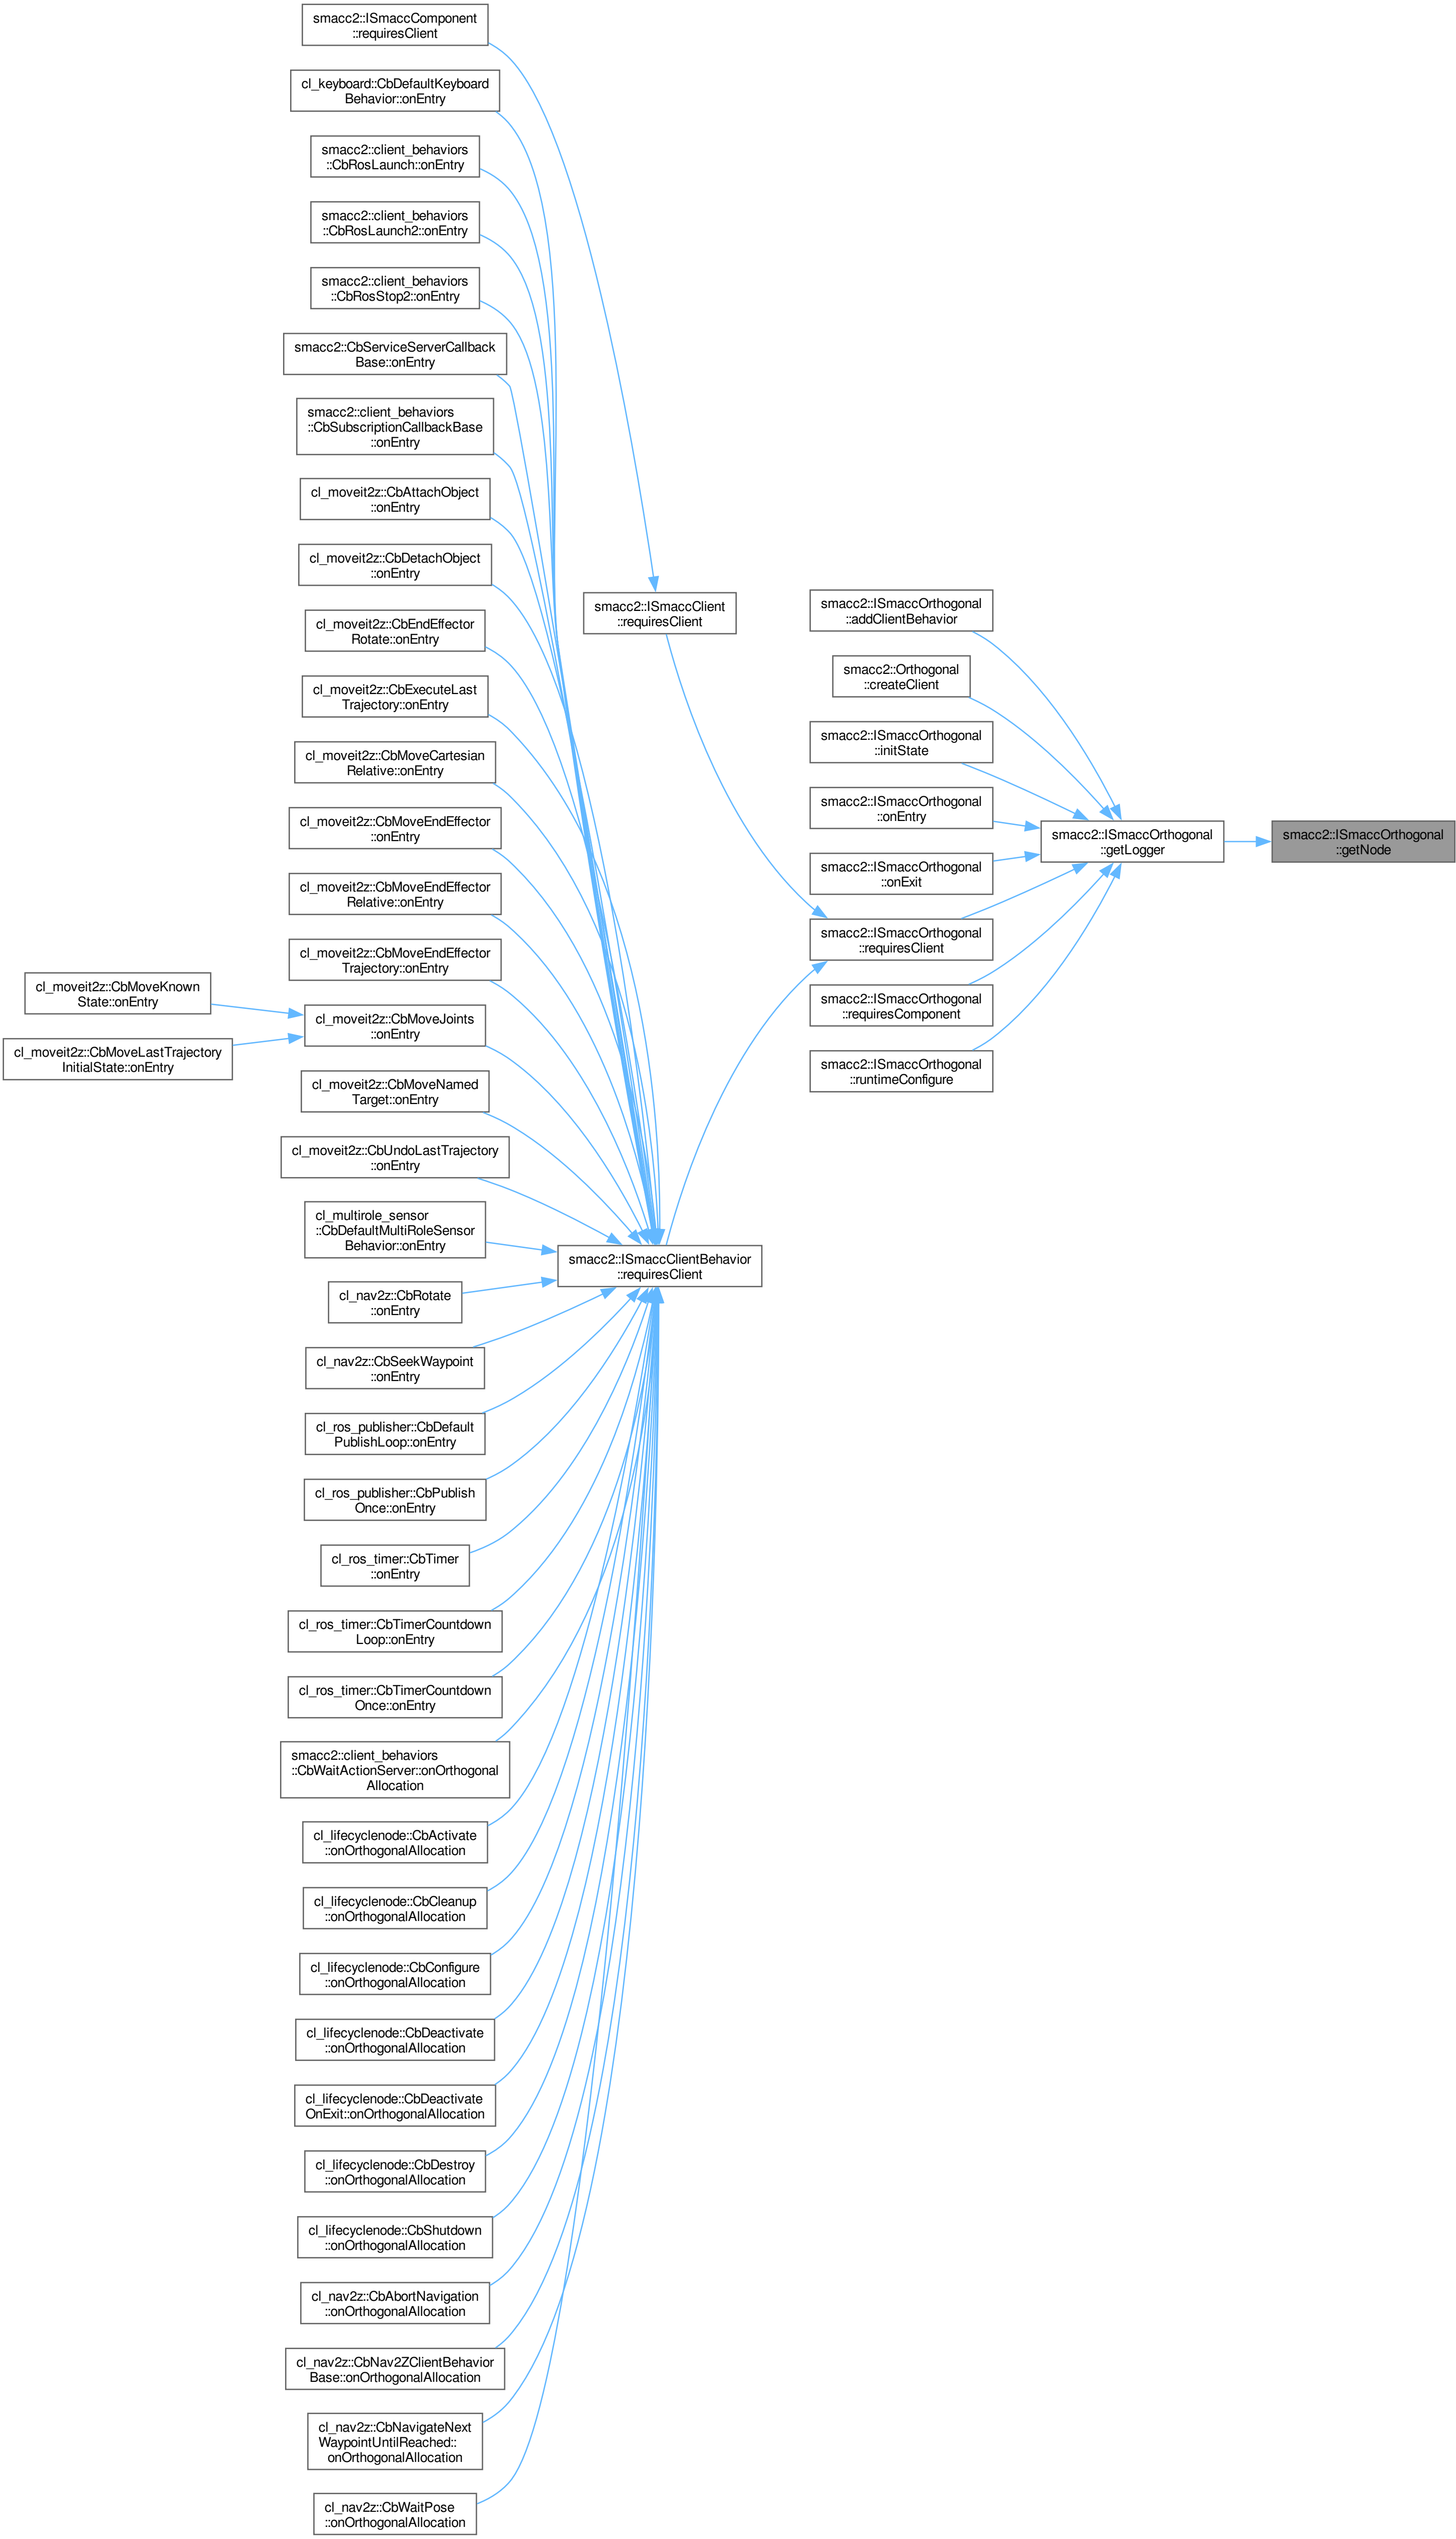 smacc2::ISmaccComponent
::requiresClient
cl_keyboard::CbDefaultKeyboard
Behavior::onEntry
smacc2::client_behaviors
::CbRosLaunch::onEntry
smacc2::client_behaviors
::CbRosLaunch2::onEntry
smacc2::client_behaviors
::CbRosStop2::onEntry
smacc2::CbServiceServerCallback
Base::onEntry
smacc2::client_behaviors
::CbSubscriptionCallbackBase
::onEntry
cl_moveit2z::CbAttachObject
::onEntry
cl_moveit2z::CbDetachObject
::onEntry
cl_moveit2z::CbEndEffector
Rotate::onEntry
cl_moveit2z::CbExecuteLast
Trajectory::onEntry
cl_moveit2z::CbMoveCartesian
Relative::onEntry
cl_moveit2z::CbMoveEndEffector
::onEntry
cl_moveit2z::CbMoveEndEffector
Relative::onEntry
cl_moveit2z::CbMoveEndEffector
Trajectory::onEntry
cl_moveit2z::CbMoveKnown
State::onEntry
cl_moveit2z::CbMoveLastTrajectory
InitialState::onEntry
cl_moveit2z::CbMoveJoints
::onEntry
cl_moveit2z::CbMoveNamed
Target::onEntry
cl_moveit2z::CbUndoLastTrajectory
::onEntry
cl_multirole_sensor
::CbDefaultMultiRoleSensor
Behavior::onEntry
cl_nav2z::CbRotate
::onEntry
cl_nav2z::CbSeekWaypoint
::onEntry
cl_ros_publisher::CbDefault
PublishLoop::onEntry
cl_ros_publisher::CbPublish
Once::onEntry
cl_ros_timer::CbTimer
::onEntry
cl_ros_timer::CbTimerCountdown
Loop::onEntry
cl_ros_timer::CbTimerCountdown
Once::onEntry
smacc2::client_behaviors
::CbWaitActionServer::onOrthogonal
Allocation
cl_lifecyclenode::CbActivate
::onOrthogonalAllocation
cl_lifecyclenode::CbCleanup
::onOrthogonalAllocation
cl_lifecyclenode::CbConfigure
::onOrthogonalAllocation
cl_lifecyclenode::CbDeactivate
::onOrthogonalAllocation
cl_lifecyclenode::CbDeactivate
OnExit::onOrthogonalAllocation
cl_lifecyclenode::CbDestroy
::onOrthogonalAllocation
cl_lifecyclenode::CbShutdown
::onOrthogonalAllocation
cl_nav2z::CbAbortNavigation
::onOrthogonalAllocation
cl_nav2z::CbNav2ZClientBehavior
Base::onOrthogonalAllocation
cl_nav2z::CbNavigateNext
WaypointUntilReached::
onOrthogonalAllocation
cl_nav2z::CbWaitPose
::onOrthogonalAllocation
smacc2::ISmaccClient
::requiresClient
smacc2::ISmaccClientBehavior
::requiresClient
smacc2::ISmaccOrthogonal
::addClientBehavior
smacc2::Orthogonal
::createClient
smacc2::ISmaccOrthogonal
::initState
smacc2::ISmaccOrthogonal
::onEntry
smacc2::ISmaccOrthogonal
::onExit
smacc2::ISmaccOrthogonal
::requiresClient
smacc2::ISmaccOrthogonal
::requiresComponent
smacc2::ISmaccOrthogonal
::runtimeConfigure
smacc2::ISmaccOrthogonal
::getLogger
smacc2::ISmaccOrthogonal
::getNode